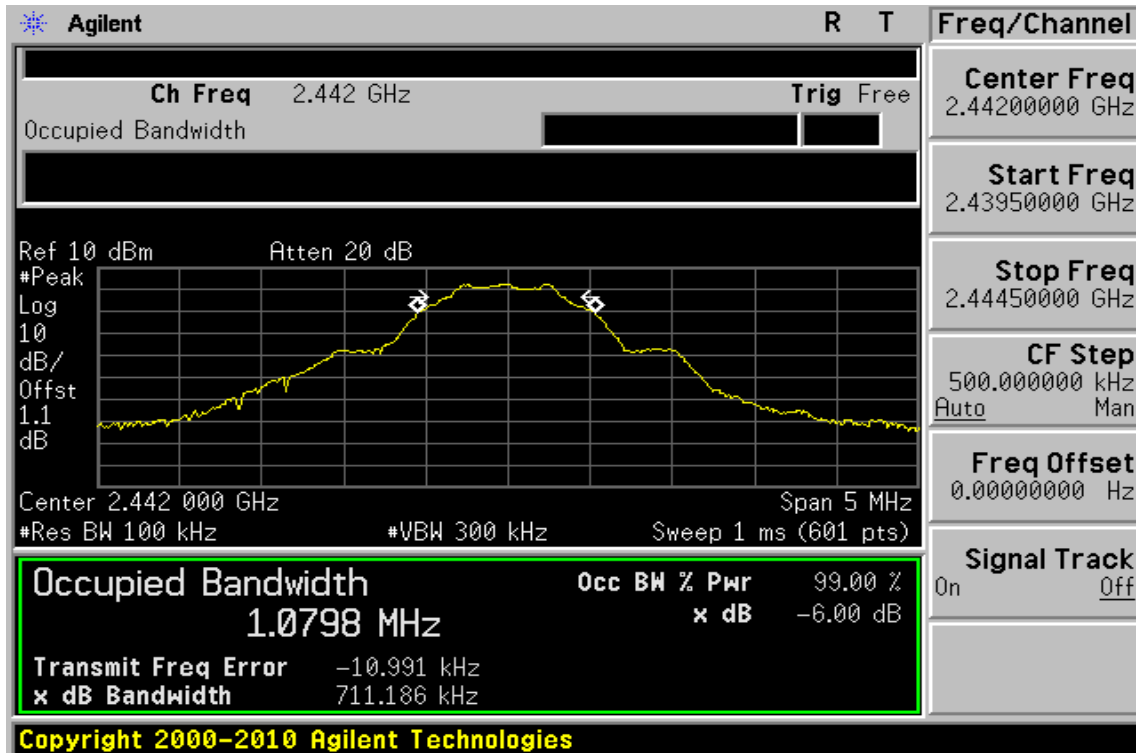 Agilent R T
Ch Freq 2.442 GHz Trig Free
Occupied Bandwidth
Ref 10 dBm Atten 20 dB
#Peak
Log
10
dB/
Offst
1.1
dB
Center 2.442 000 GHz Span 5 MHz
#Res BW 100 kHz #VBW 300 kHz Sweep 1 ms (601 pts)
Occupied Bandwidth
1.0798 MHz
Occ BW % Pwr 99.00 %
x dB -6.00 dB
Transmit Freq Error -10.991 kHz
x dB Bandwidth 711.186 kHz
Copyright 2000-2010 Agilent Technologies
Freq/Channel
Center Freq
2.44200000 GHz
Start Freq
2.43950000 GHz
Stop Freq
2.44450000 GHz
CF Step
500.000000 kHz
Auto Man
Freq Offset
0.00000000 Hz
Signal Track
On Off